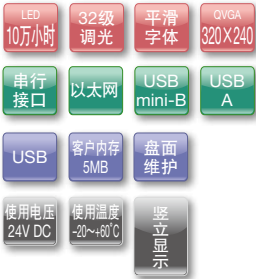 LED
10万小时
32级
调光
平滑
字体
QVGA
320×240
串行
接口
以太网
USB
mini-B
USB
A
USB
客户内存
5MB
盘面
维护
使用电压
24V DC
使用温度
-20~+60℃
竖
立
显
示